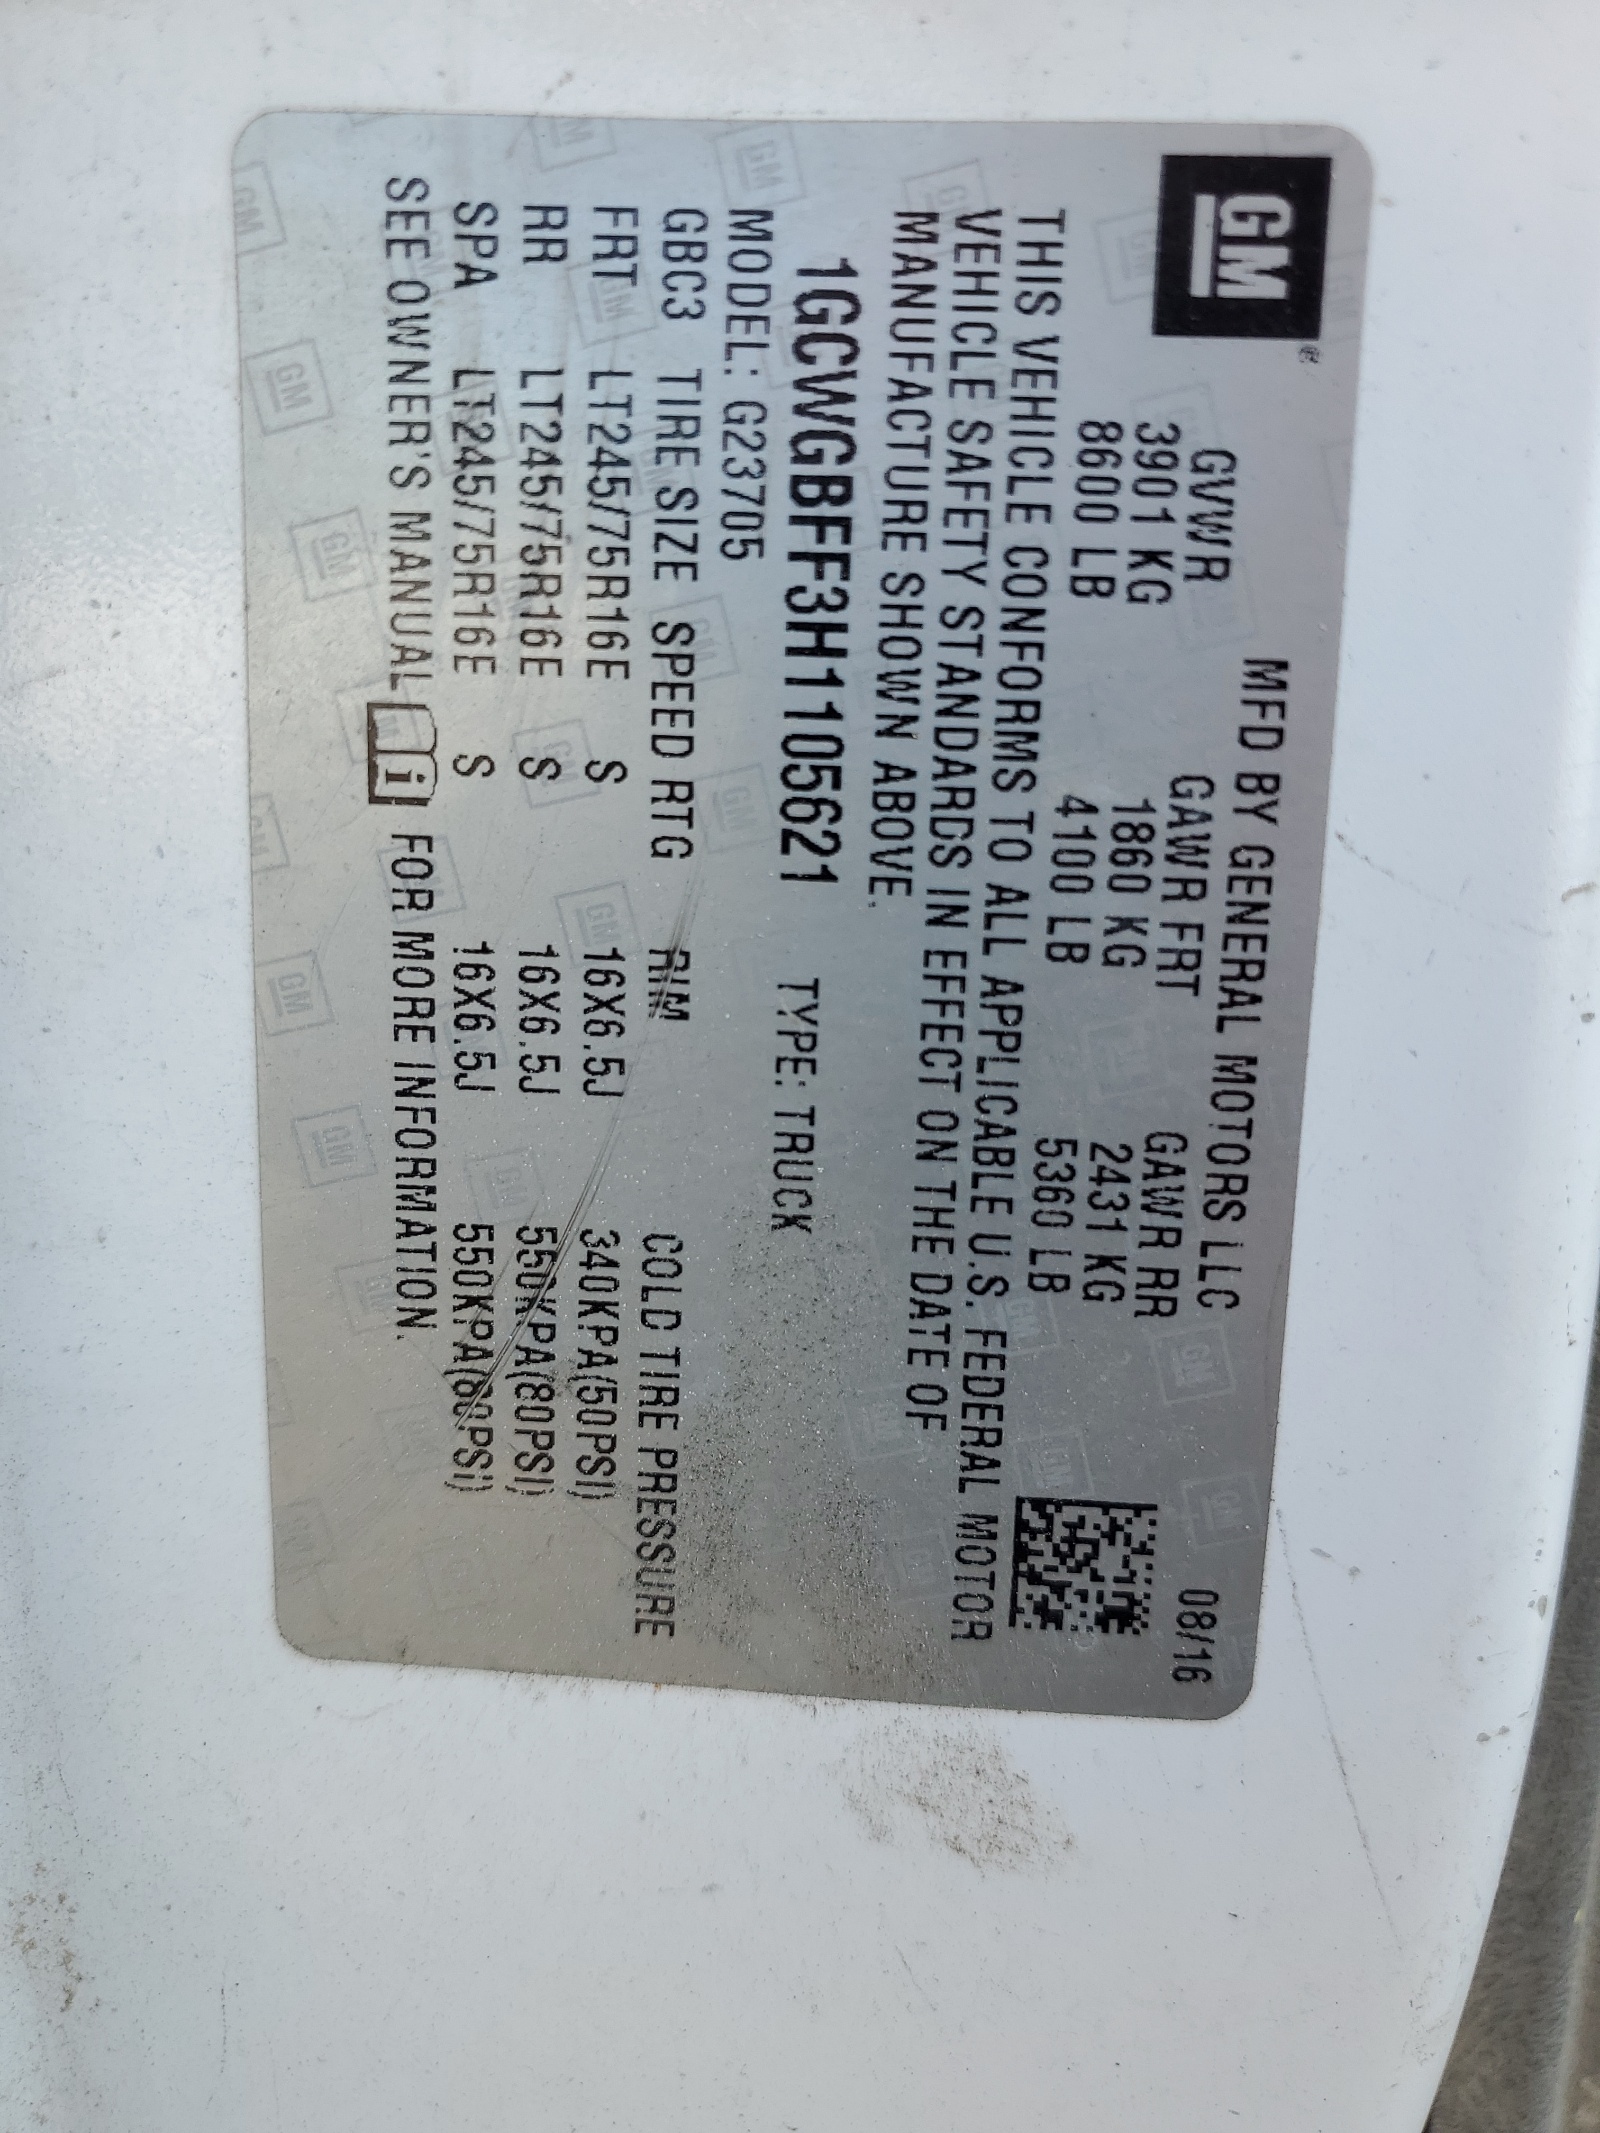 GM
MFD BY GENERAL MOTORS LLC
08/16
GVWR GAWR FRT GAWR RR
3901 KG 1860 KG 2431 KG
8600 LB 4100 LB 5360 LB
THIS VEHICLE CONFORMS TO ALL APPLICABLE U.S. FEDERAL MOTOR
VEHICLE SAFETY STANDARDS IN EFFECT ON THE DATE OF
MANUFACTURE SHOWN ABOVE.
1GCWGBFF3H1105621 TYPE: TRUCK
MODEL: G23705
GBC3 TIRE SIZE SPEED RTG RIM COLD TIRE PRESSURE
FRT LT245/75R16E S 16X6.5J 340KPA(50PSI)
RR LT245/75R16E S 16X6.5J 550KPA(80PSI)
SPA LT245/75R16E S 16X6.5J 550KPA(80PSI)
SEE OWNER'S MANUAL i FOR MORE INFORMATION.